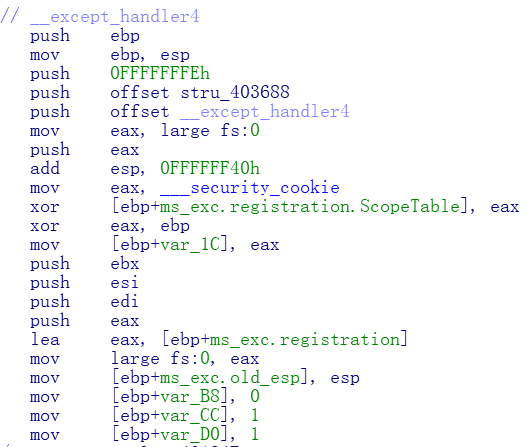 // __except_handler4
push ebp
mov ebp, esp
push 0FFFFFFFEh
push offset stru_403688
push offset __except_handler4
mov eax, large fs:0
push eax
add esp, 0FFFFFF40h
mov eax, ___security_cookie
xor [ebp+ms_exc.registration.ScopeTable], eax
xor eax, ebp
mov [ebp+var_1C], eax
push ebx
push esi
push edi
push eax
lea eax, [ebp+ms_exc.registration]
mov large fs:0, eax
mov [ebp+ms_exc.old_esp], esp
mov [ebp+var_B8], 0
mov [ebp+var_CC], 1
mov [ebp+var_D0], 1